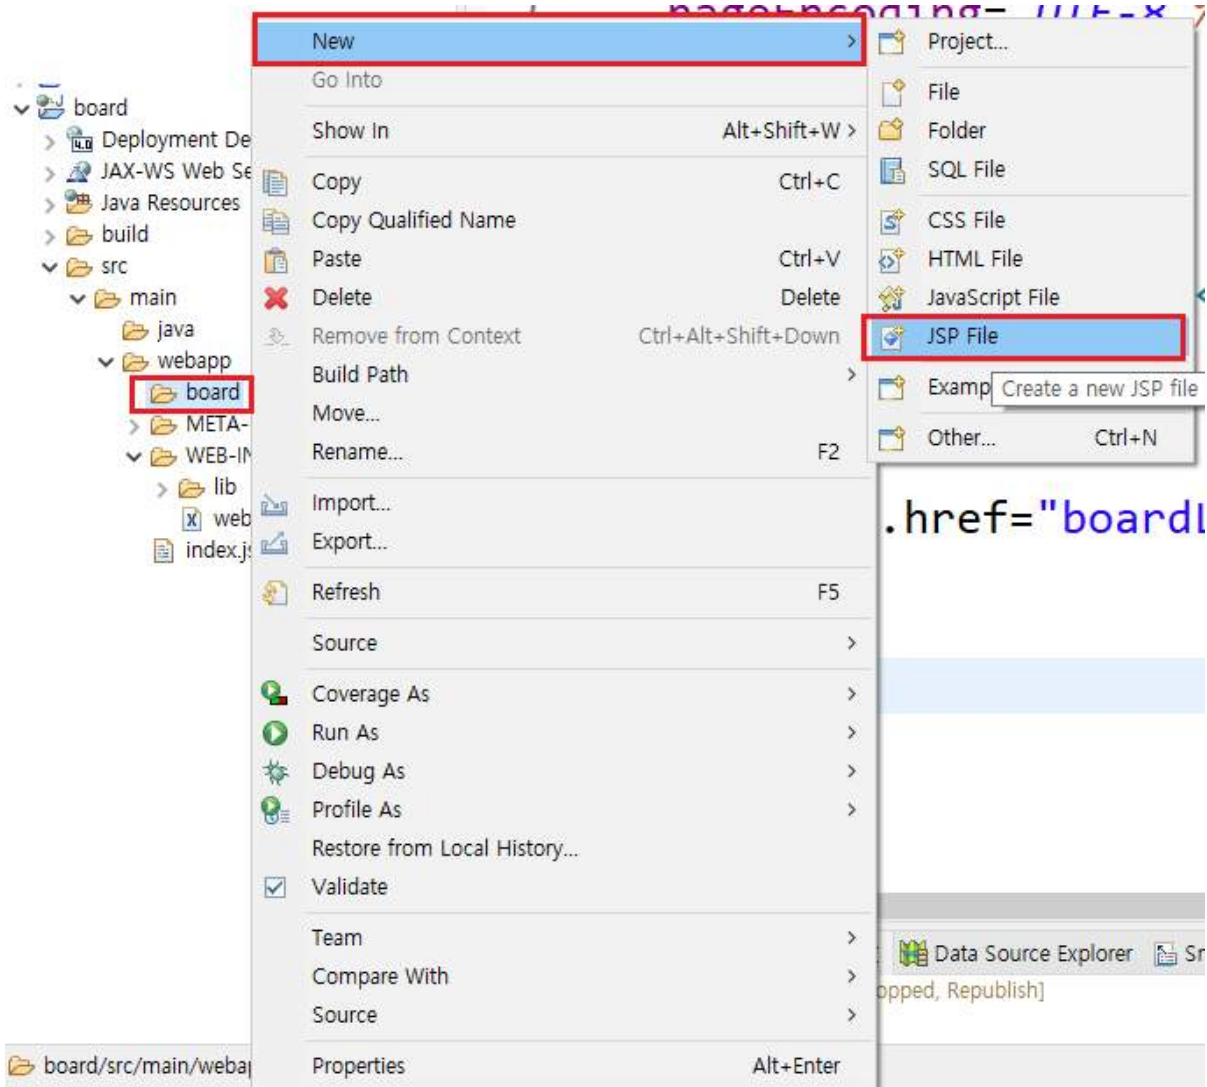 pageEncoding="UTF-8"%
board
Deployment De
JAX-WS Web Se
Java Resources
build
src
main
java
webapp
board
META-
WEB-IN
lib
web
index.js
board/src/main/webap
New
Go Into
Show In Alt+Shift+W
Copy Ctrl+C
Copy Qualified Name
Paste Ctrl+V
Delete Delete
Remove from Context Ctrl+Alt+Shift+Down
Build Path
Move...
Rename... F2
Import...
Export...
Refresh F5
Source
Coverage As
Run As
Debug As
Profile As
Restore from Local History...
Validate
Team
Compare With
Source
Properties Alt+Enter
Project...
File
Folder
SQL File
CSS File
HTML File
JavaScript File
JSP File
Examp
Create a new JSP file
Other... Ctrl+N
.href="boardL
Data Source Explorer
Sn
opped, Republish]